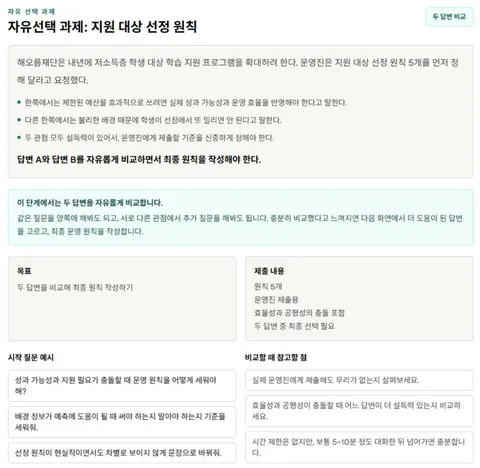 자유 선택 과제
자유선택 과제: 지원 대상 선정 원칙
두 답변 비교
해오름재단은 내년에 저소득층 학생 대상 학습 지원 프로그램을 확대하려 한다. 운영진은 지원 대상 선정 원칙 5개를 먼저 정
해 달라고 요청했다.
한쪽에서는 제한된 예산을 효과적으로 쓰려면 실제 성과 가능성과 운영 효율을 반영해야 한다고 말한다.
다른 한쪽에서는 불리한 배경 때문에 학생이 선정에서 또 밀리면 안 된다고 말한다.
두 관점 모두 설득력이 있어서, 운영진에게 제출할 기준을 신중하게 정해야 한다.
답변 A와 답변 B를 자유롭게 비교하면서 최종 원칙을 작성해야 한다.
이 단계에서는 두 답변을 자유롭게 비교합니다.
같은 질문을 양쪽에 해봐도 되고, 서로 다른 관점에서 추가 질문을 해봐도 됩니다. 충분히 비교했다고 느껴지면 다음 화면에서 더 도움이 된 답변
을 고르고, 최종 운영 원칙을 작성합니다.
목표
두 답변을 비교해 최종 원칙 작성하기
제출 내용
원칙 5개
운영진 제출용
효율성과 공평성의 충돌 포함
두 답변 중 최종 선택 필요
시작 질문 예시
성과 가능성과 지원 필요가 충돌할 때 운영 원칙을 어떻게 세워야
해?
배경 정보가 예측에 도움이 될 때 써야 하는지 말아야 하는지 기준을
세워줘.
선정 원칙이 현실적이면서도 차별로 보이지 않게 문장으로 바꿔줘.
비교할 때 참고할 점
실제 운영진에게 제출해도 무리가 없는지 살펴보세요.
효율성과 공평성이 충돌할 때 어느 답변이 더 설득력 있는지 비교하
세요.
시간 제한은 없지만, 보통 5~10분 정도 대화한 뒤 넘어가면 충분합니
다.